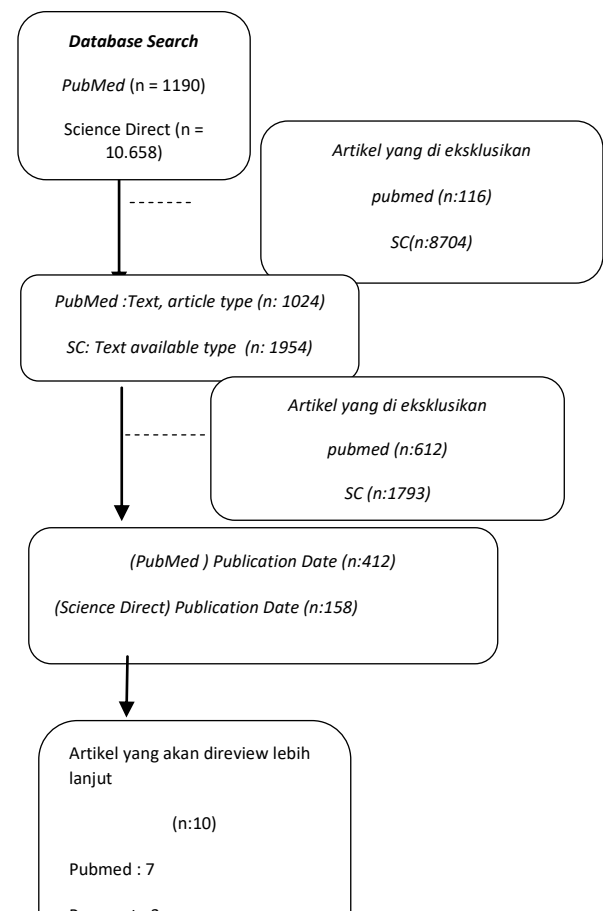 Database Search
PubMed (n = 1190)
Science Direct (n =
10.658)
Artikel yang di eksklusikan
pubmed (n:116)
SC(n:8704)
PubMed :Text, article type (n: 1024)
SC: Text available type (n: 1954)
Artikel yang di eksklusikan
pubmed (n:612)
SC (n:1793)
(PubMed ) Publication Date (n:412)
(Science Direct) Publication Date (n:158)
Artikel yang akan direview lebih
lanjut
(n:10)
Pubmed : 7